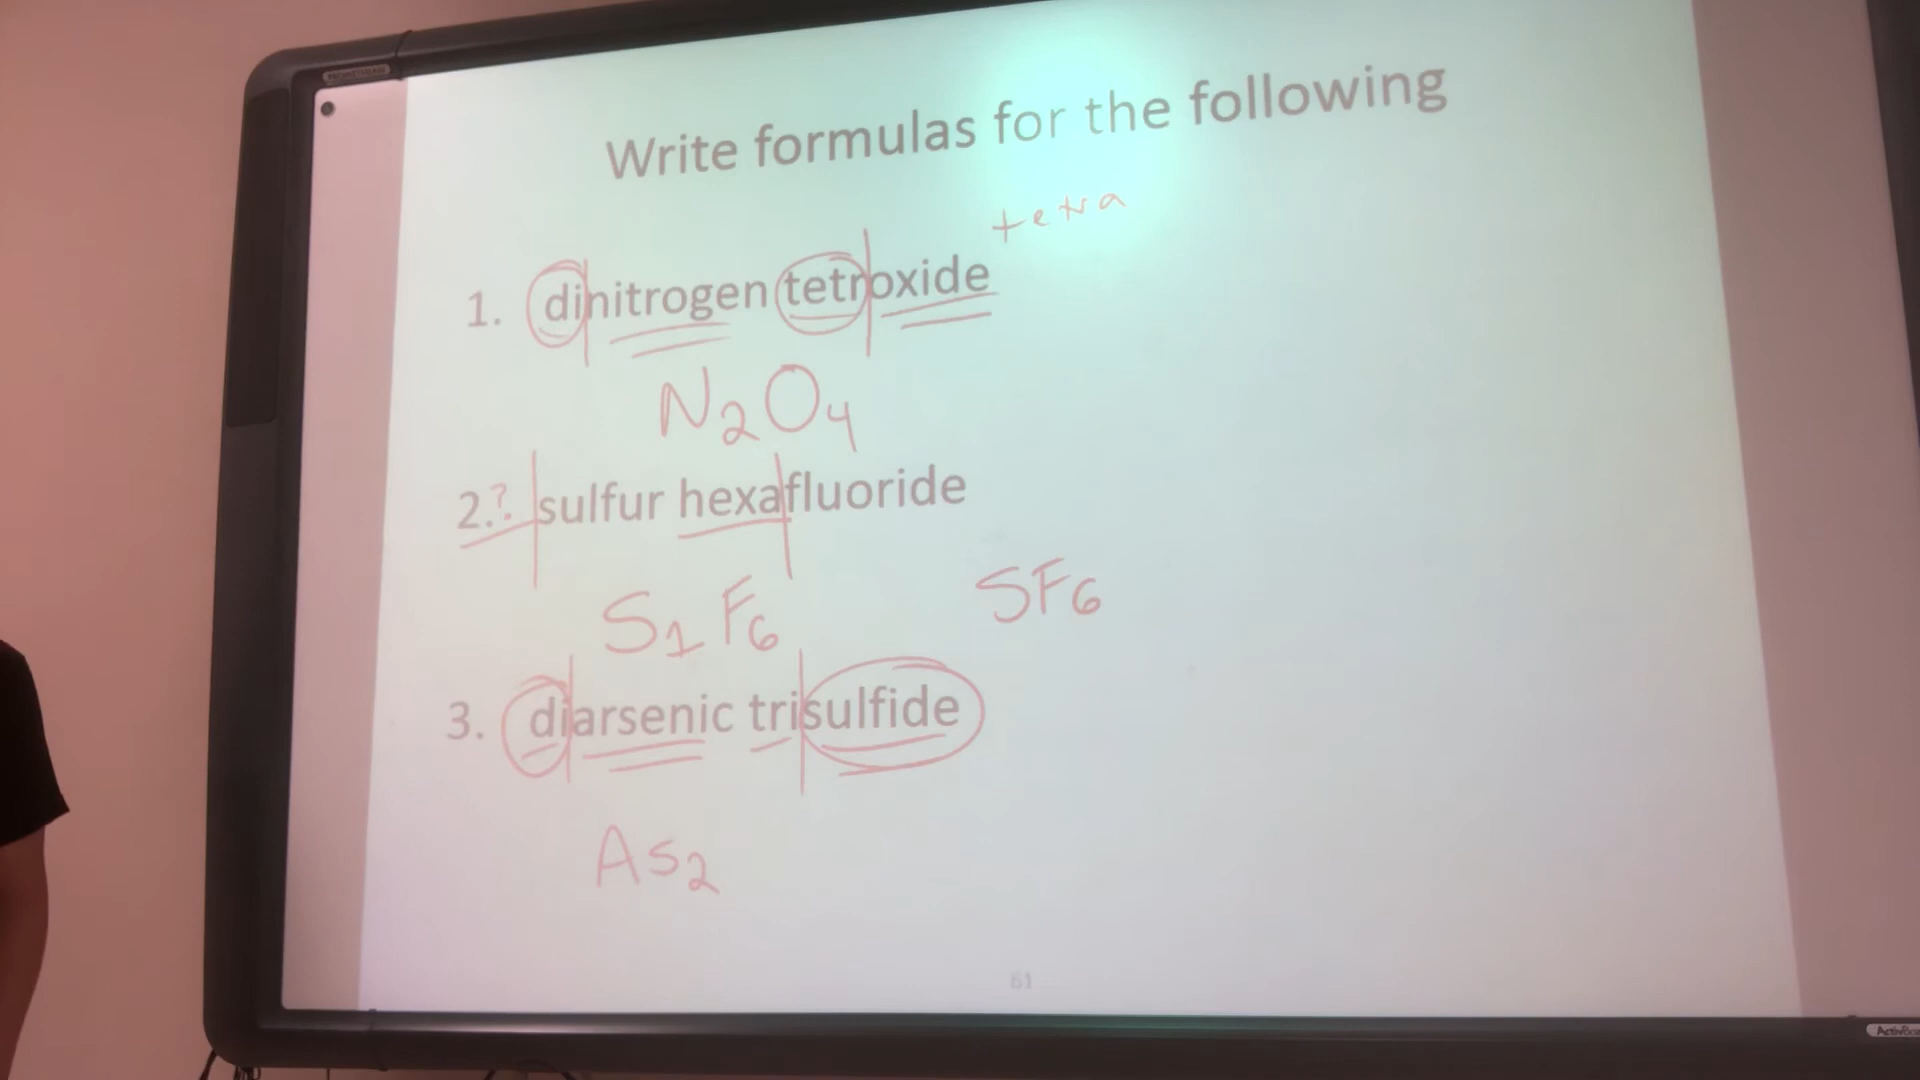 PROMETHEAN
Write formulas for the following
tetra
1. dinitrogen tetroxide
N₂O₄
2.? sulfur hexafluoride
S₁F₆ SF₆
3. diarsenic trisulfide
As₂
61